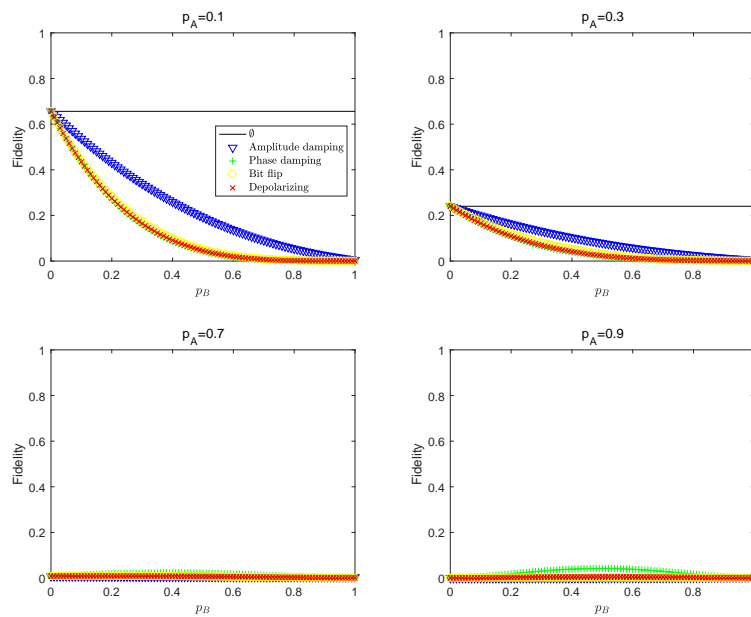 p_A=0.1
1
0.8
0.6
0.4
0.2
0
Fidelity
∅
Amplitude damping
Phase damping
Bit flip
Depolarizing
0 0.2 0.4 0.6 0.8 1
p_B
p_A=0.3
1
0.8
0.6
0.4
0.2
0
Fidelity
0 0.2 0.4 0.6 0.8
p_B
p_A=0.7
1
0.8
0.6
0.4
0.2
0
Fidelity
0 0.2 0.4 0.6 0.8 1
p_B
p_A=0.9
1
0.8
0.6
0.4
0.2
0
Fidelity
0 0.2 0.4 0.6 0.8
p_B